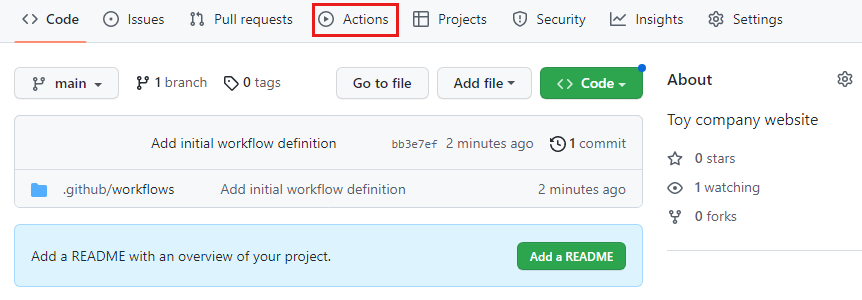 Code Issues Pull requests Actions Projects Security Insights Settings
main 1 branch 0 tags Go to file Add file Code
Add initial workflow definition bb3e7ef 2 minutes ago 1 commit
.github/workflows Add initial workflow definition 2 minutes ago
Add a README with an overview of your project. Add a README
About
Toy company website
0 stars
1 watching
0 forks